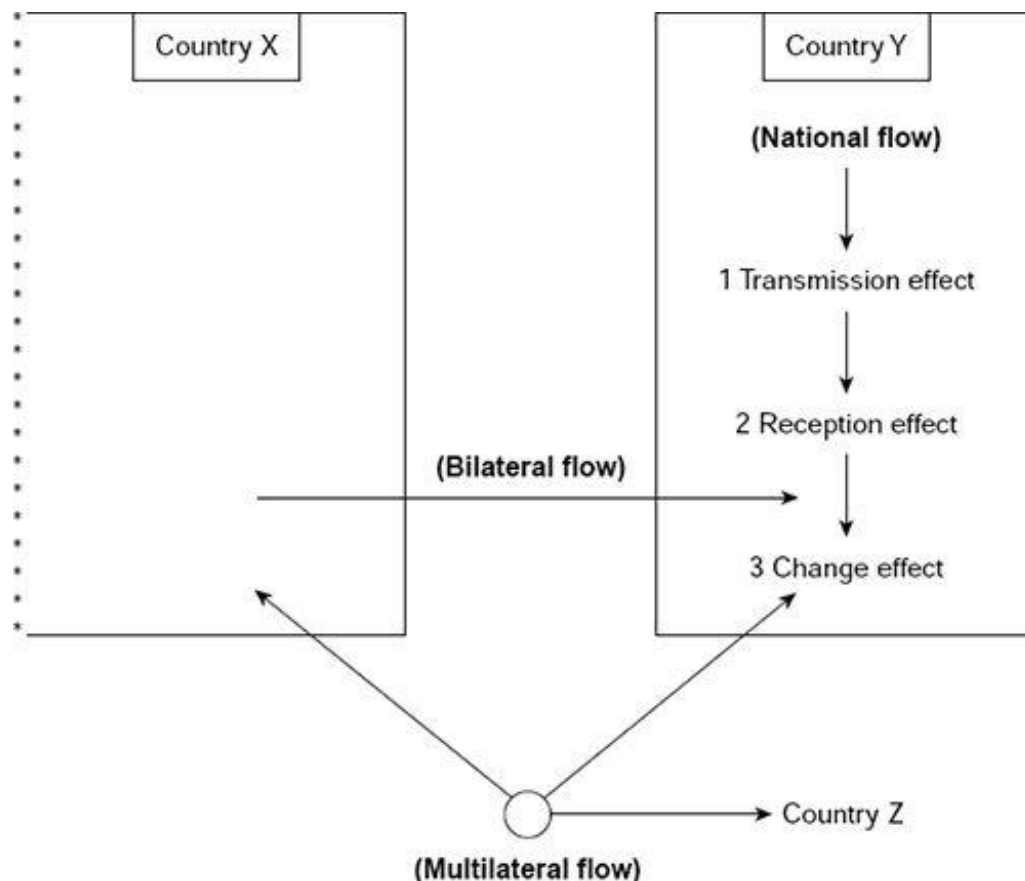 Country X
Country Y
(National flow)
1 Transmission effect
2 Reception effect
(Bilateral flow)
3 Change effect
Country Z
(Multilateral flow)